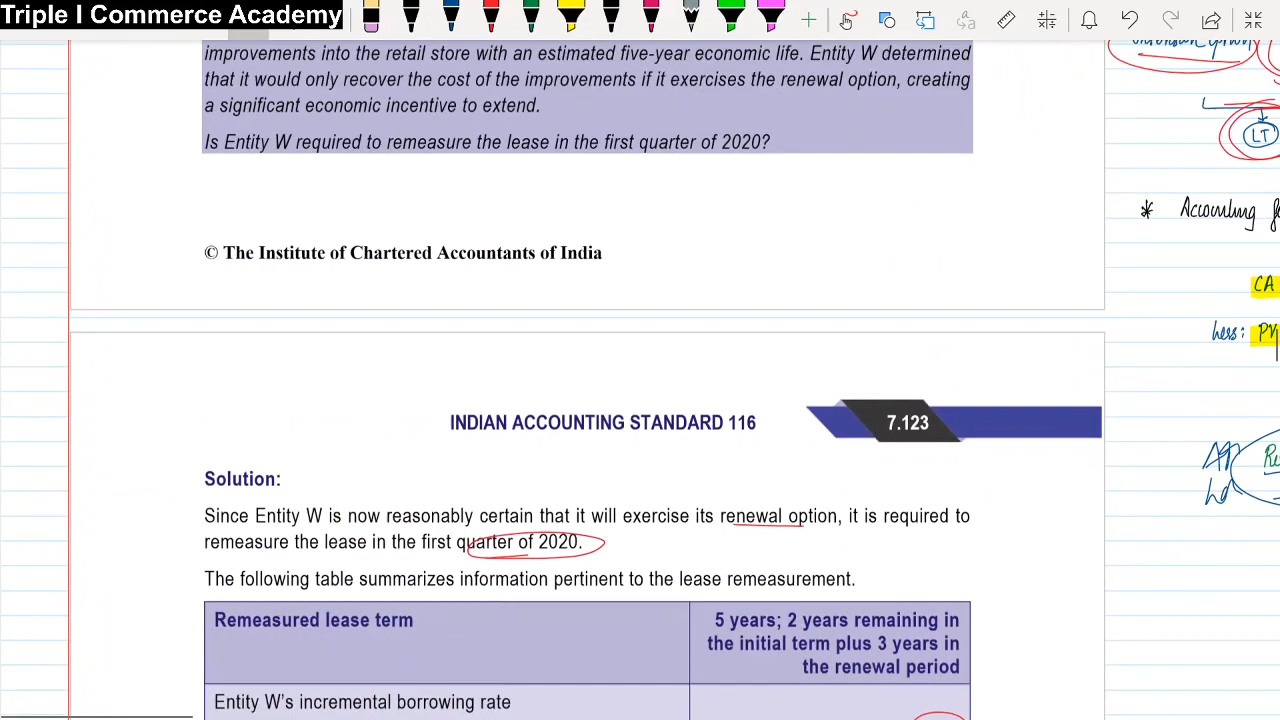 Triple I Commerce Academy
improvements into the retail store with an estimated five-year economic life. Entity W determined
that it would only recover the cost of the improvements if it exercises the renewal option, creating
a significant economic incentive to extend.
Is Entity W required to remeasure the lease in the first quarter of 2020?
LT
* Accounting
© The Institute of Chartered Accountants of India
CA
Less:
INDIAN ACCOUNTING STANDARD 116
7.123
Solution:
Since Entity W is now reasonably certain that it will exercise its renewal option, it is required to
remeasure the lease in the first quarter of 2020.
The following table summarizes information pertinent to the lease remeasurement.
Remeasured lease term
5 years; 2 years remaining in
the initial term plus 3 years in
the renewal period
Entity W’s incremental borrowing rate